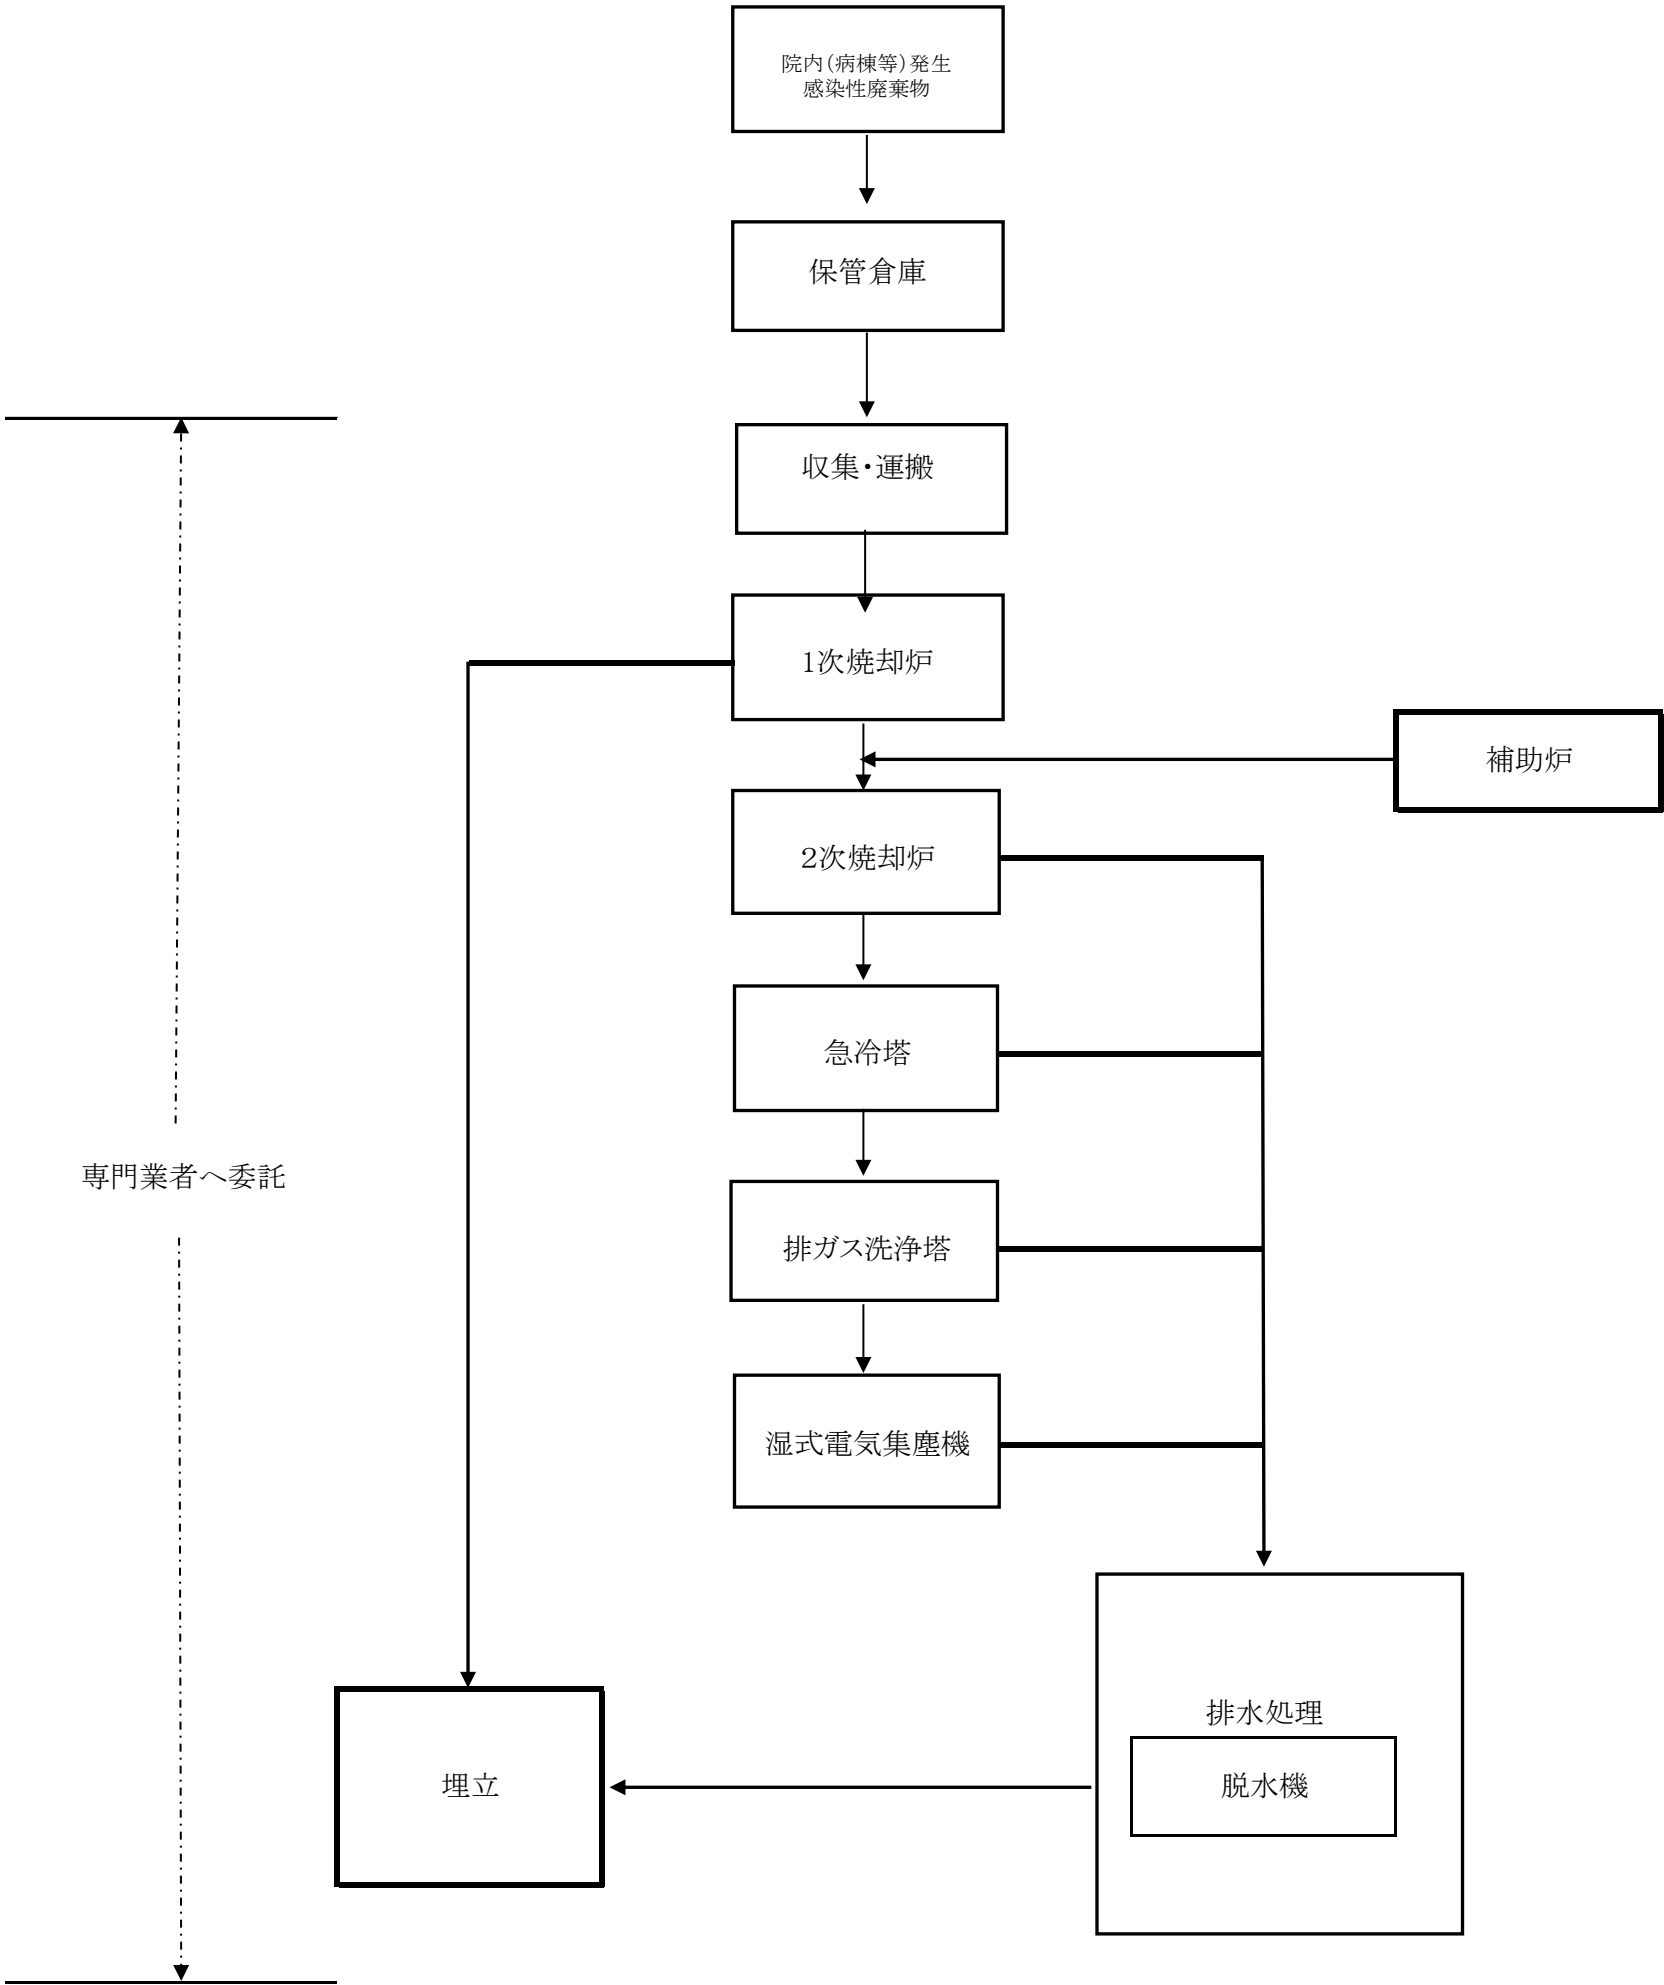 院内（病棟等）発生
感染性廃棄物
保管倉庫
収集・運搬
1次焼却炉
補助炉
2次焼却炉
急冷塔
専門業者へ委託
排ガス洗浄塔
湿式電気集塵機
排水処理
脱水機
埋立